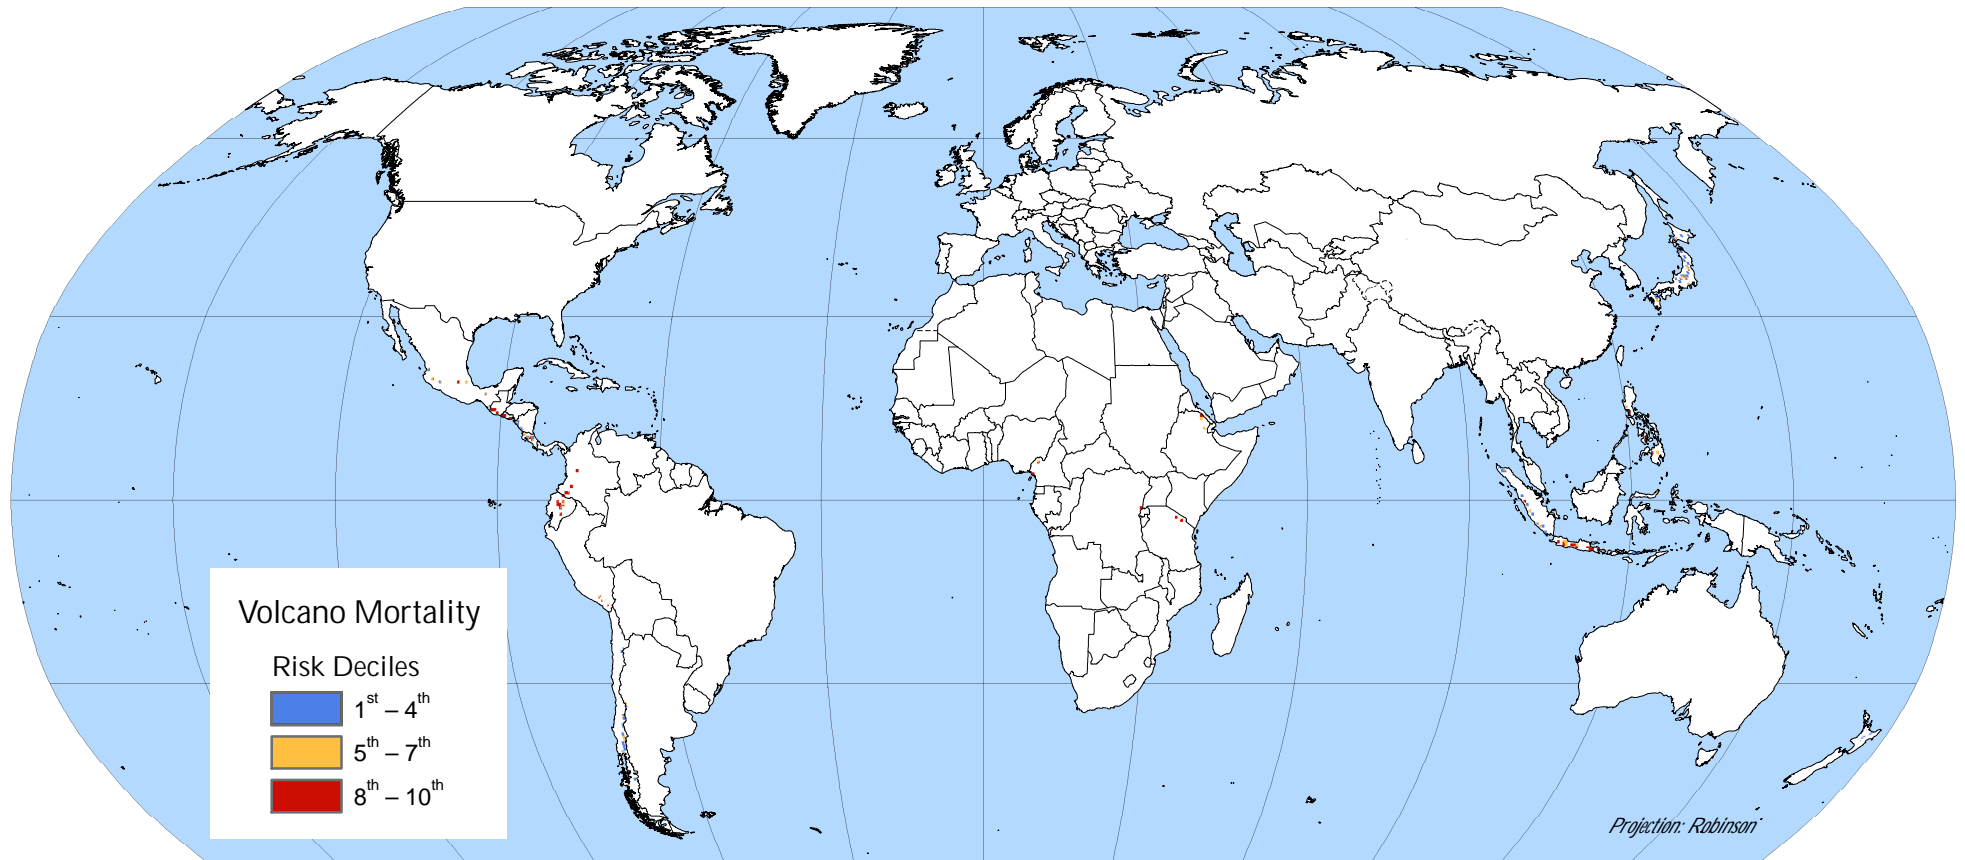 Volcano Mortality
Risk Deciles
1st – 4th
5th – 7th
8th – 10th
Projection: Robinson